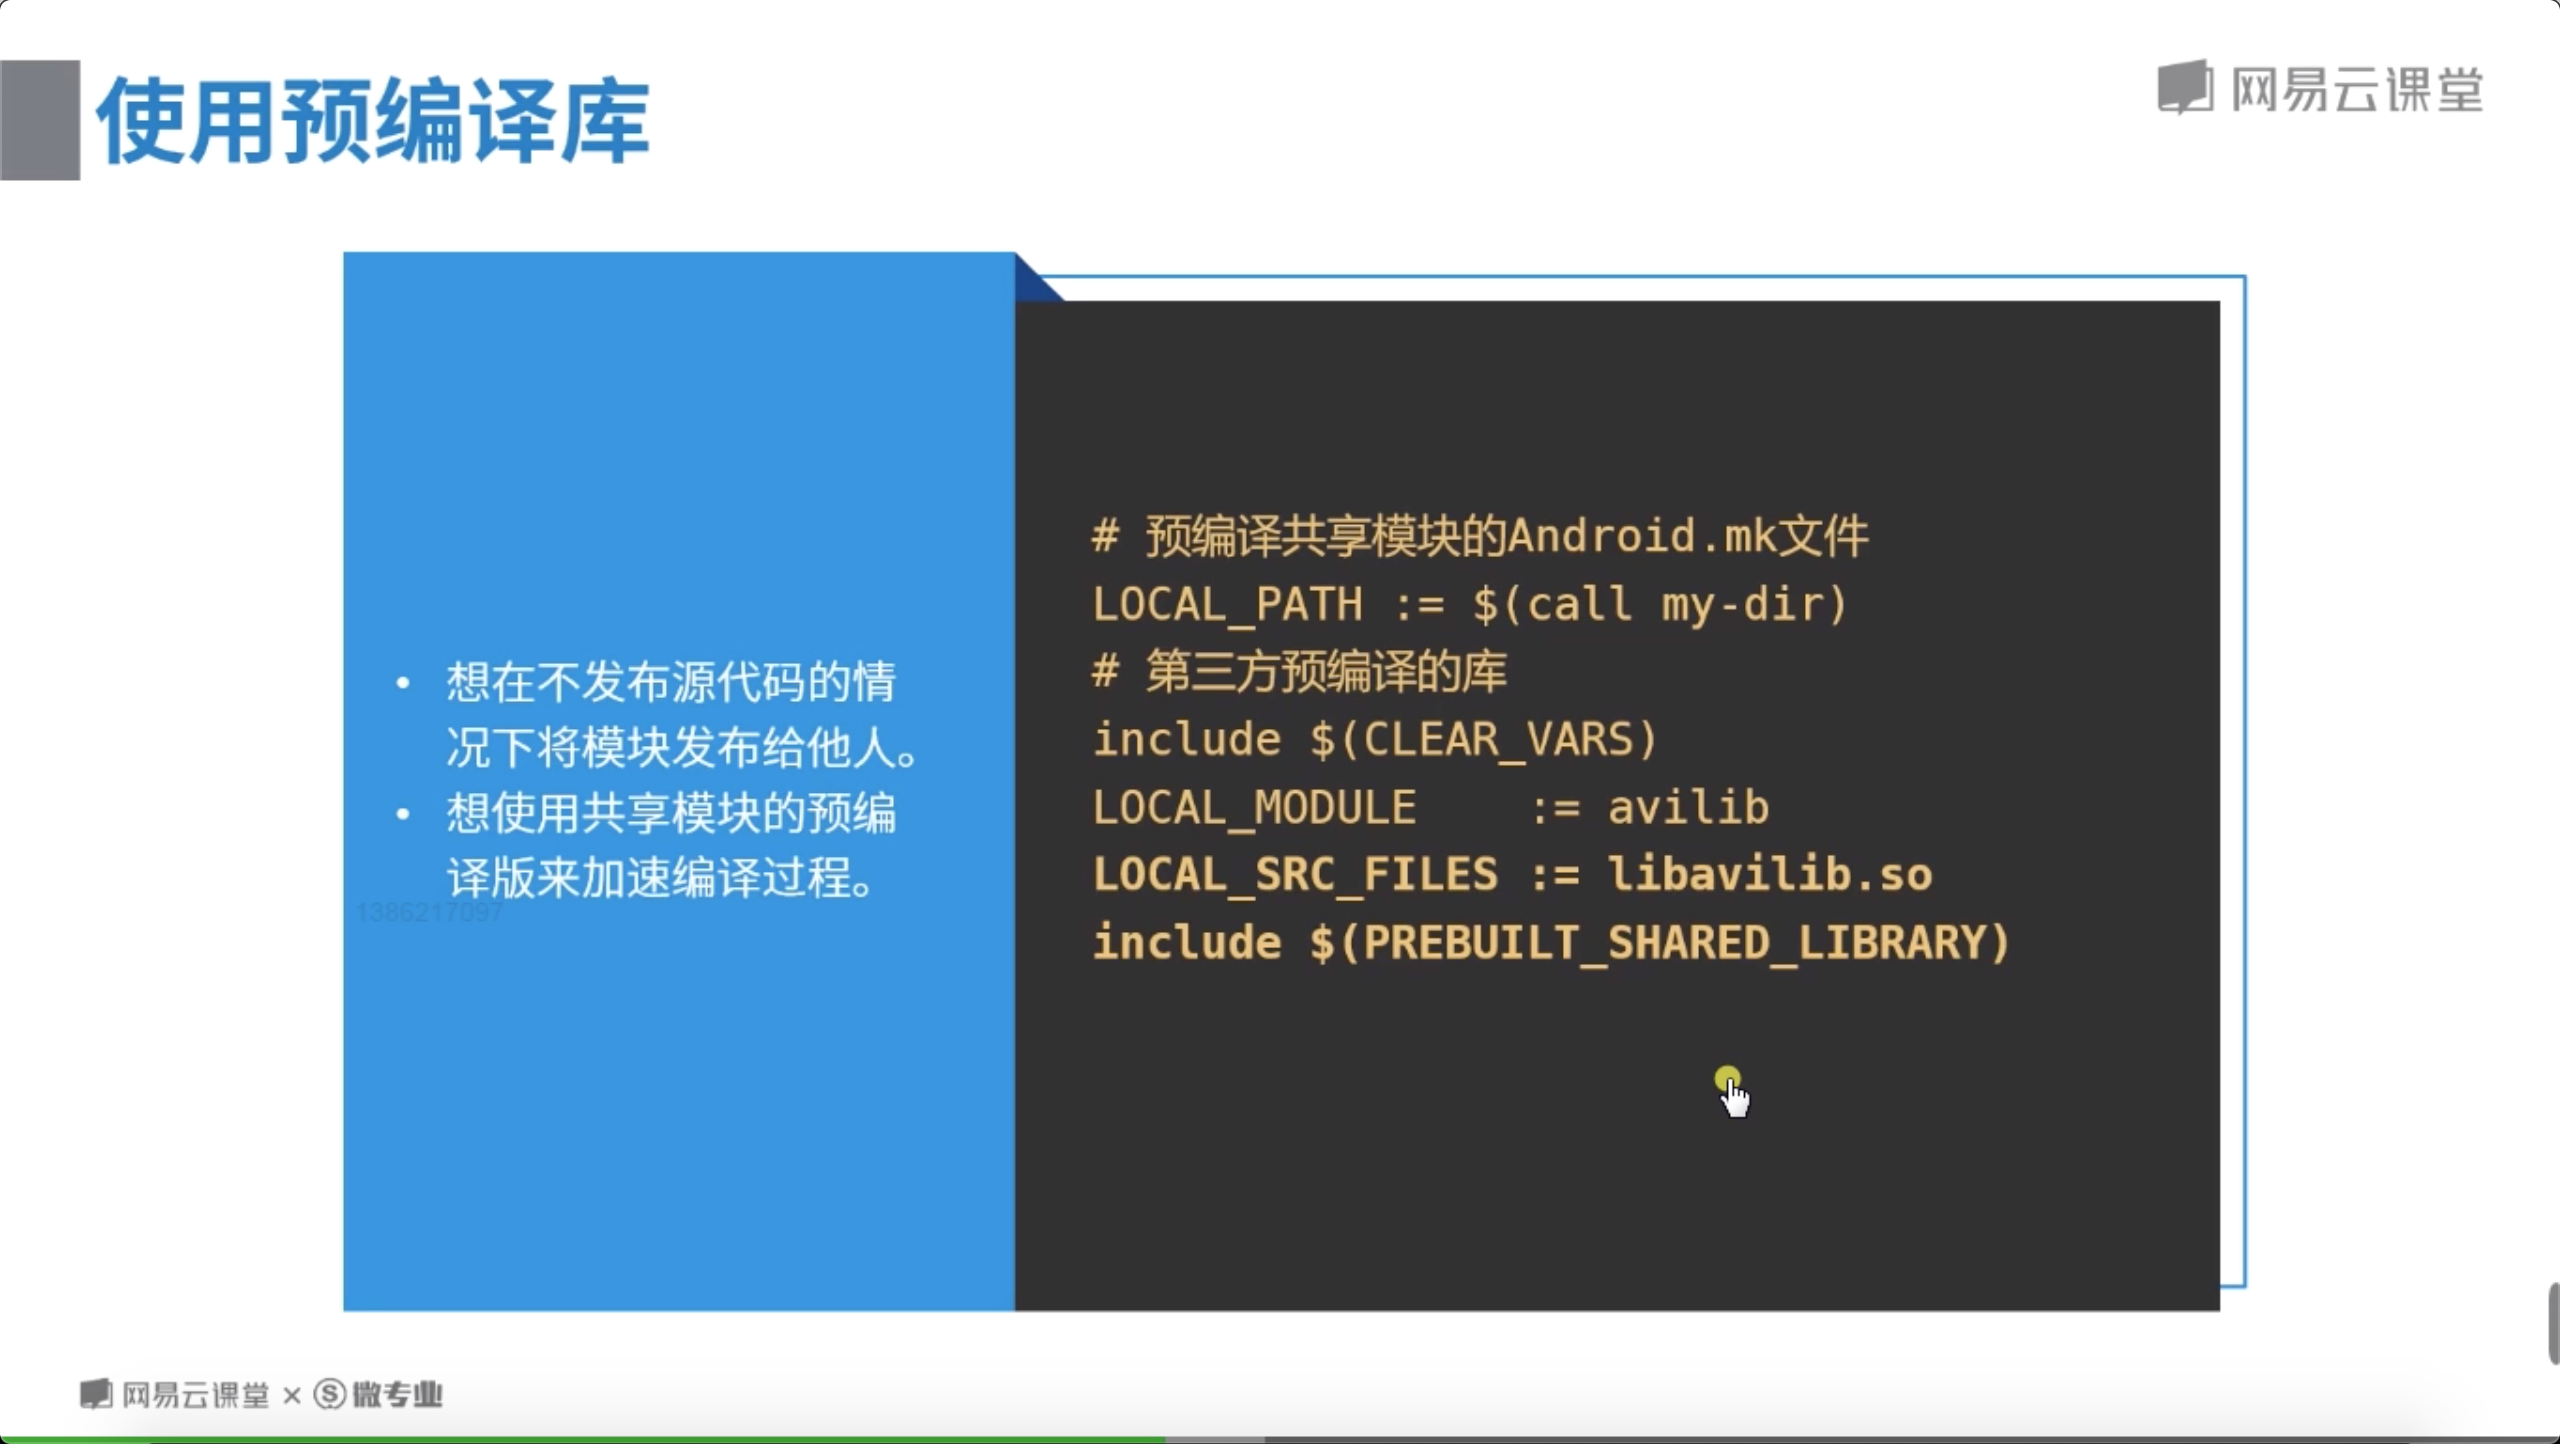 使用预编译库
网易云课堂
• 想在不发布源代码的情
况下将模块发布给他人。
• 想使用共享模块的预编
译版来加速编译过程。
1386217097
# 预编译共享模块的Android.mk文件
LOCAL_PATH := $(call my-dir)
# 第三方预编译的库
include $(CLEAR_VARS)
LOCAL_MODULE    := avilib
LOCAL_SRC_FILES := libavilib.so
include $(PREBUILT_SHARED_LIBRARY)
网易云课堂 × Ⓢ微专业